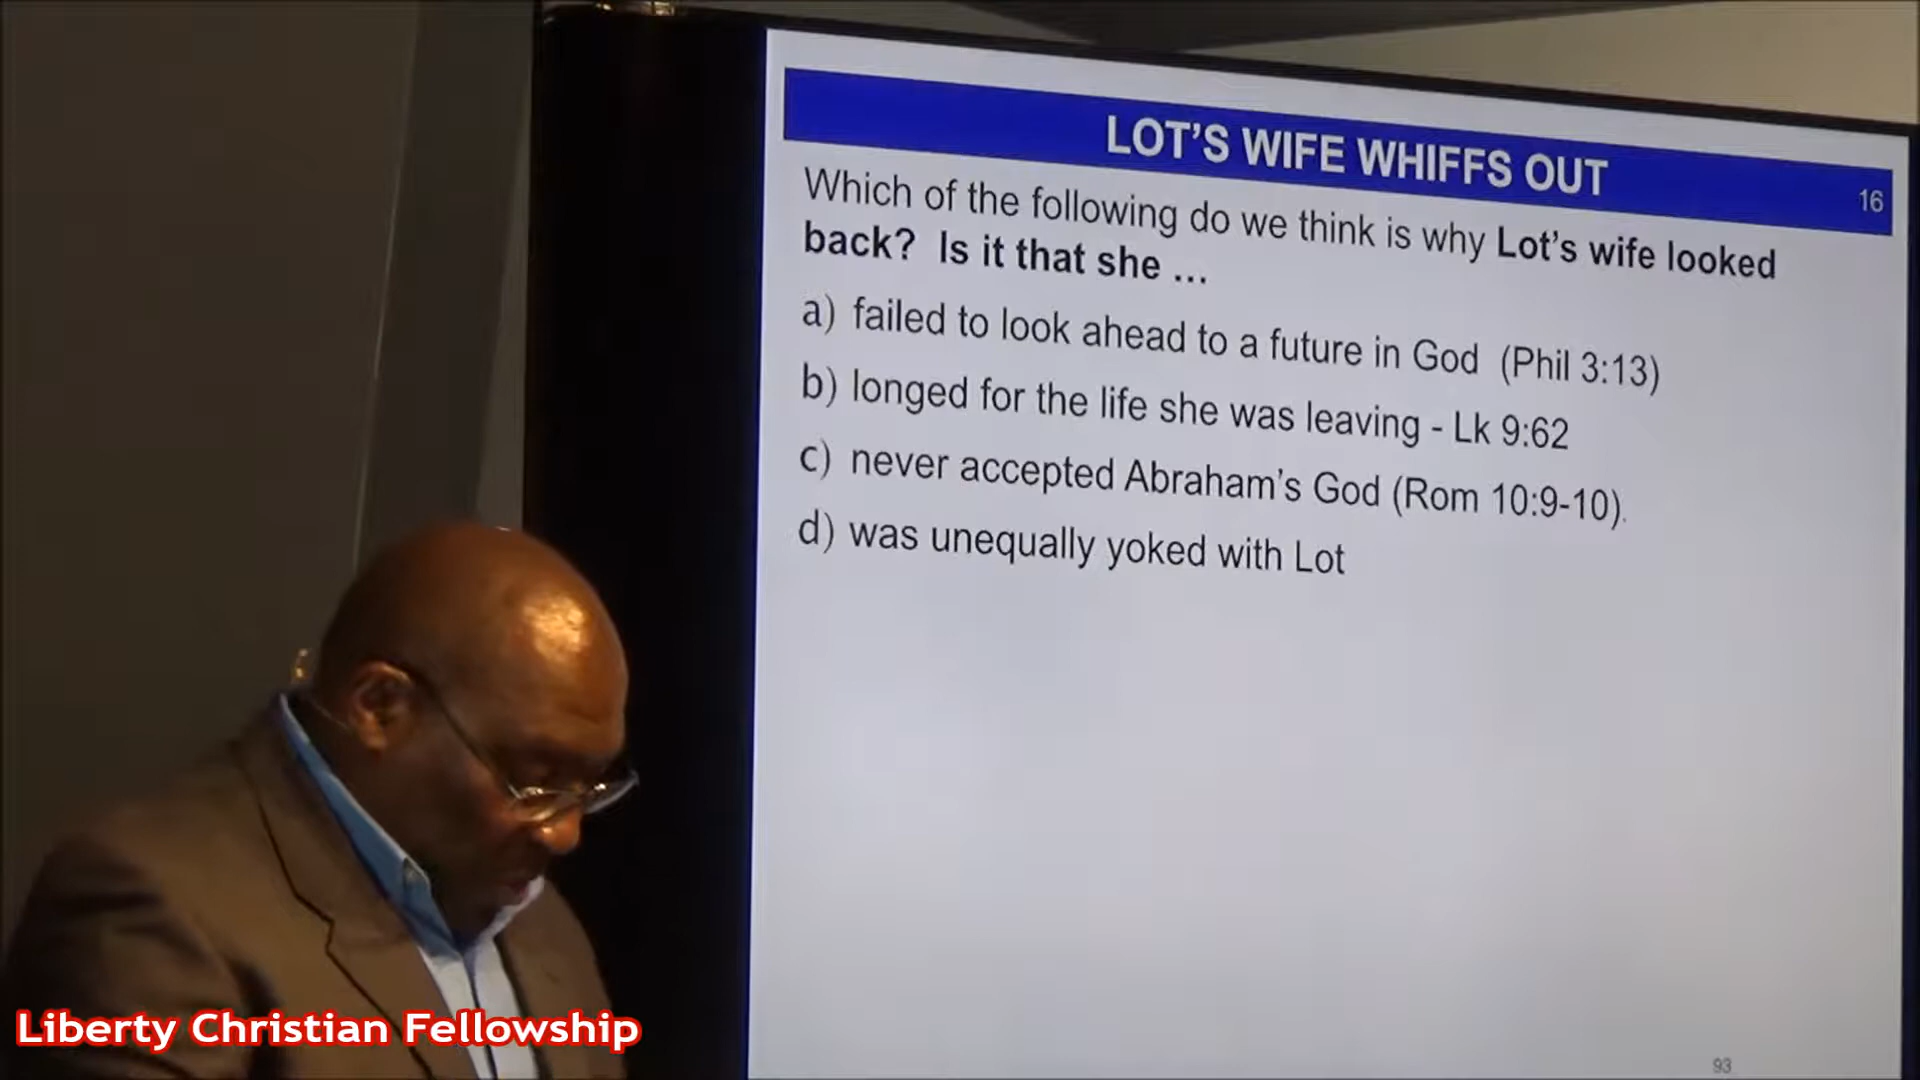 LOT'S WIFE WHIFFS OUT
16
Which of the following do we think is why Lot's wife looked
back? Is it that she ...
a) failed to look ahead to a future in God (Phil 3:13)
b) longed for the life she was leaving - Lk 9:62
c) never accepted Abraham's God (Rom 10:9-10).
d) was unequally yoked with Lot
Liberty Christian Fellowship
93